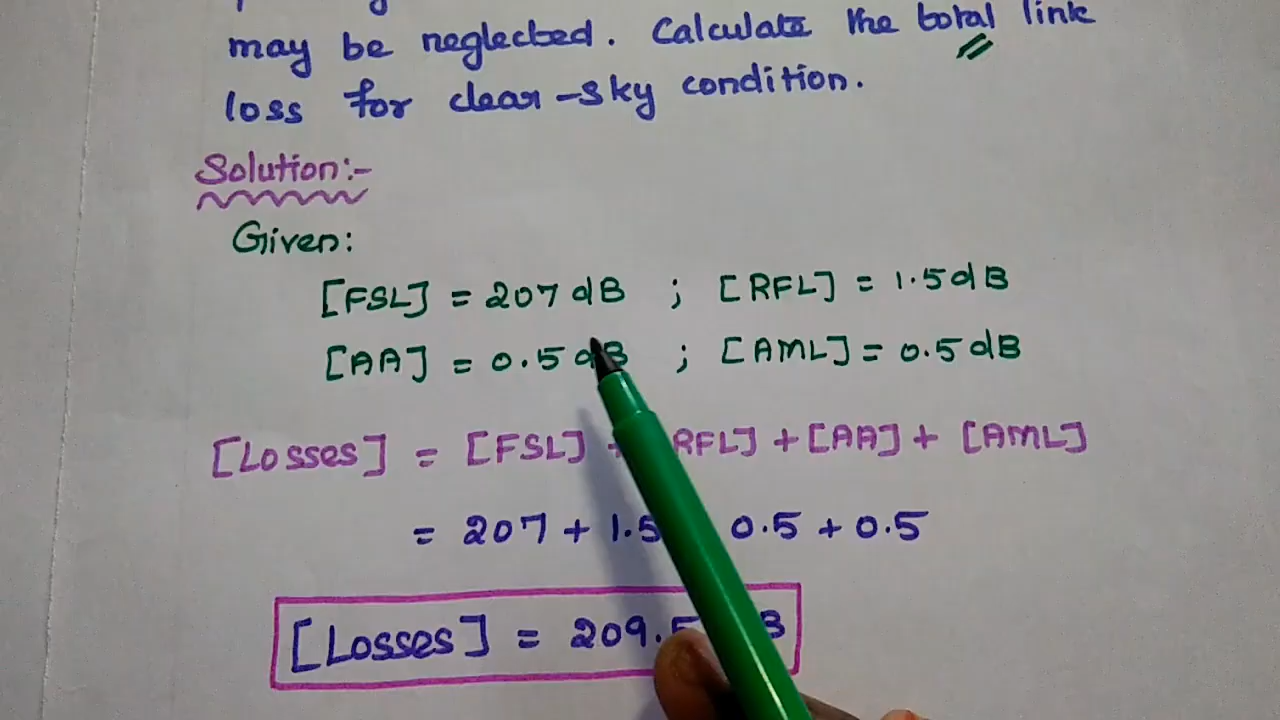 may be neglected. Calculate the total link
loss for clear-sky condition.
Solution:-
Given:
[FSL] = 207 dB ; [RFL] = 1.5 dB
[AA] = 0.5 dB ; [AML] = 0.5 dB
[Losses] = [FSL] + RFL] + [AA] + [AML]
= 207 + 1.5 0.5 + 0.5
[Losses] = 209.5 B